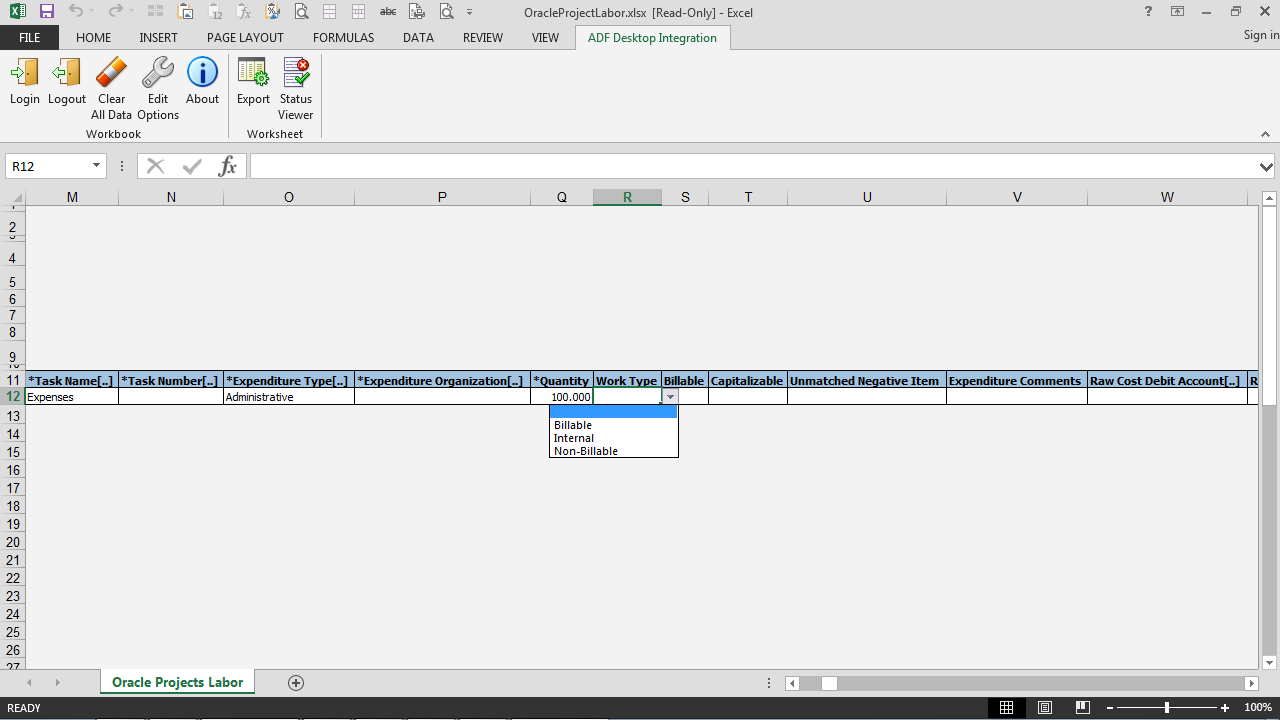 OracleProjectLabor.xlsx [Read-Only] - Excel
FILE HOME INSERT PAGE LAYOUT FORMULAS DATA REVIEW VIEW ADF Desktop Integration Sign in
Login Logout Clear All Data Edit Options About Export Status Viewer
Workbook Worksheet
R12 fx
M N O P Q R S T U V W
2
4
5
6
7
8
9
11 *Task Name[..] *Task Number[..] *Expenditure Type[..] *Expenditure Organization[..] *Quantity Work Type Billable Capitalizable Unmatched Negative Item Expenditure Comments Raw Cost Debit Account[..] R
12 Expenses Administrative 100.000
13
Billable
14 Internal
15 Non-Billable
16
17
18
19
20
21
22
23
24
25
26
27
Oracle Projects Labor
READY 100%